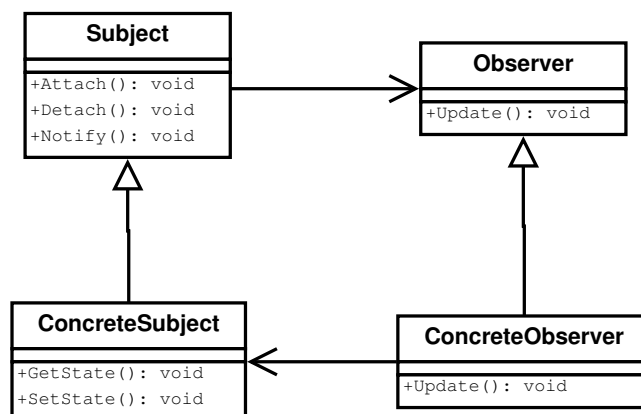 Subject
+Attach(): void
+Detach(): void
+Notify(): void
Observer
+Update(): void
ConcreteSubject
+GetState(): void
+SetState(): void
ConcreteObserver
+Update(): void